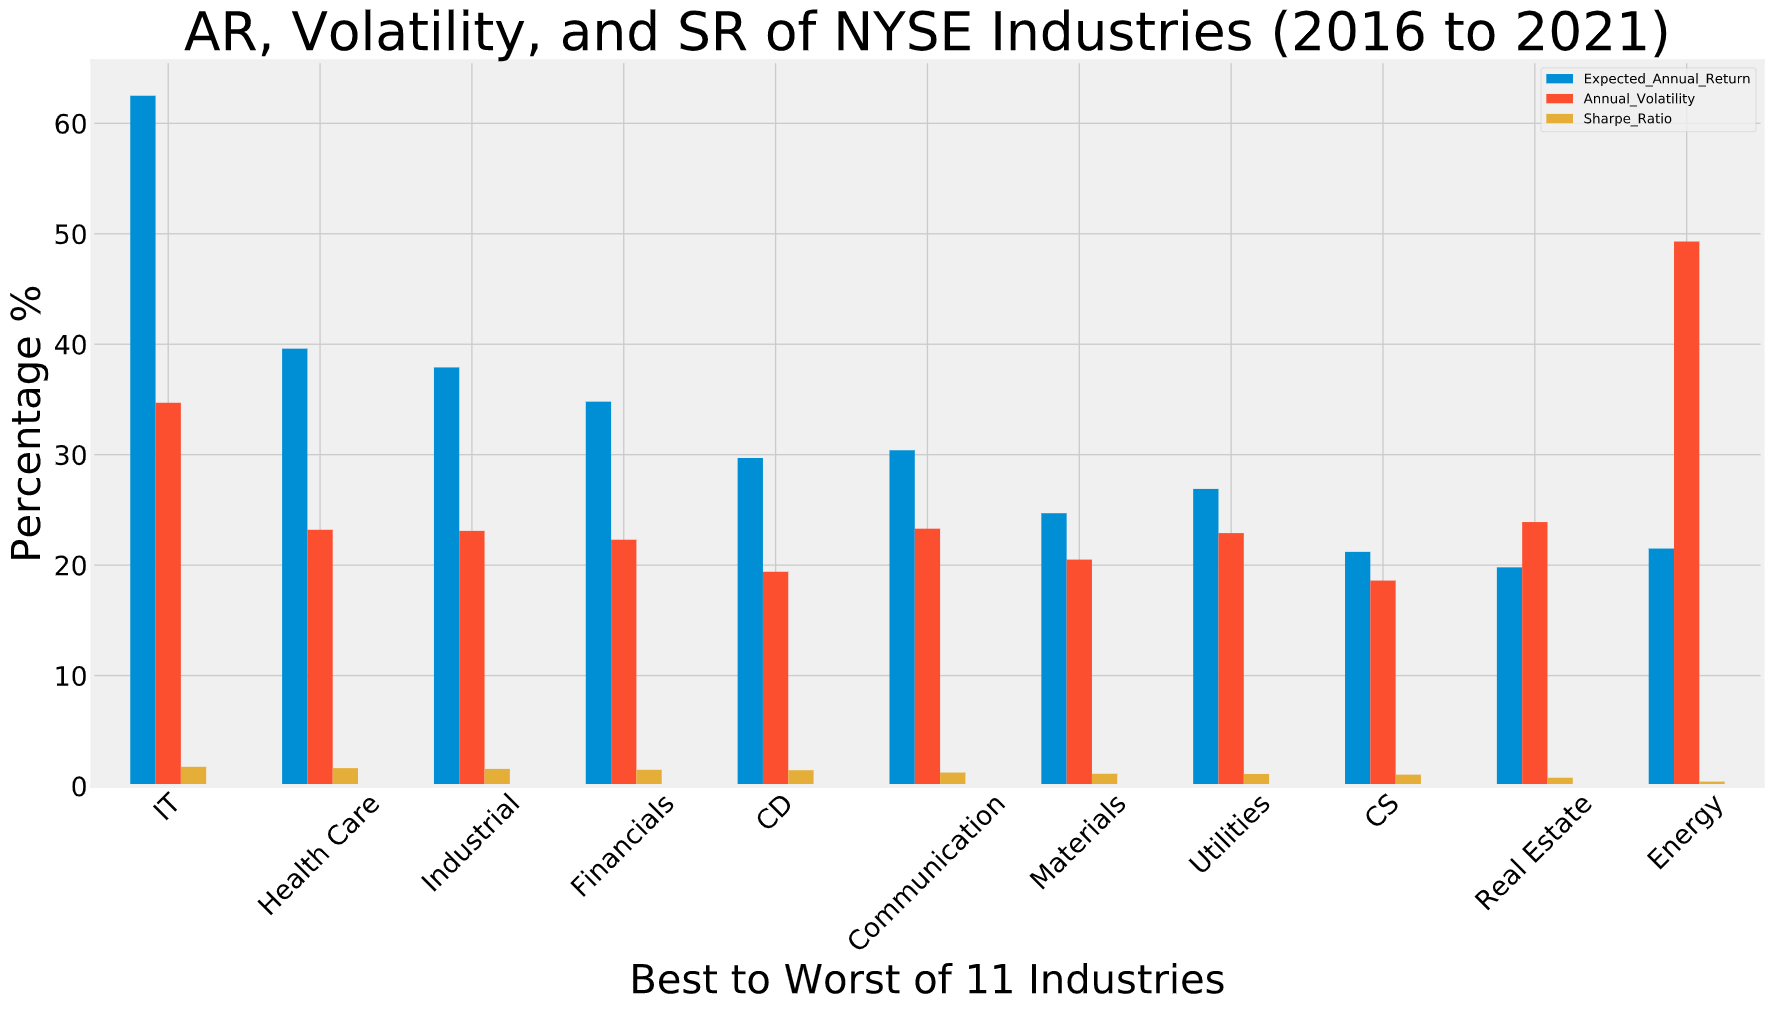 AR, Volatility, and SR of NYSE Industries (2016 to 2021)
Expected_Annual_Return
Annual_Volatility
Sharpe_Ratio
Percentage %
60
50
40
30
20
10
0
IT
Health Care
Industrial
Financials
CD
Communication
Materials
Utilities
CS
Real Estate
Energy
Best to Worst of 11 Industries